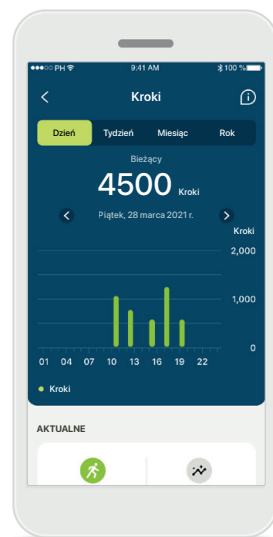 PH 9:41 AM 100 %
Kroki
Dzień Tydzień Miesiąc Rok
Bieżący
4500 Kroki
Piątek, 28 marca 2021 r.
Kroki
2,000
1,000
0
01 04 07 10 13 16 19 22
Kroki
AKTUALNE